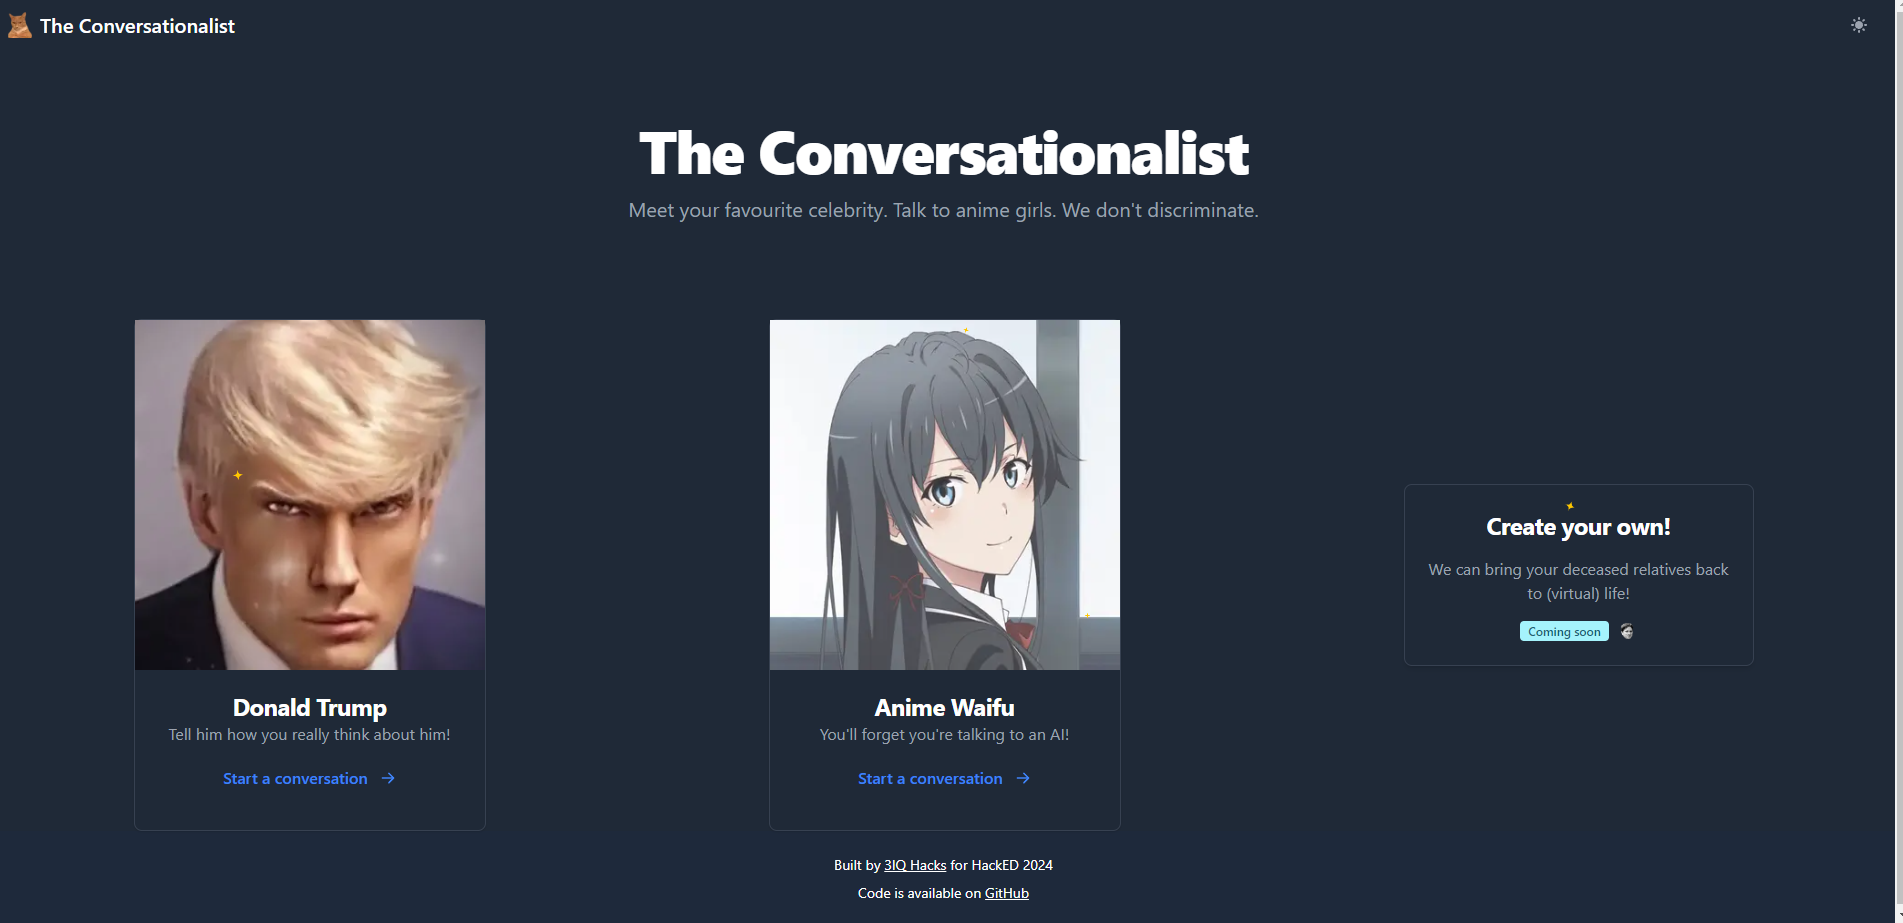 The Conversationalist
The Conversationalist
Meet your favourite celebrity. Talk to anime girls. We don't discriminate.
Donald Trump
Tell him how you really think about him!
Start a conversation →
Anime Waifu
You'll forget you're talking to an AI!
Start a conversation →
Create your own!
We can bring your deceased relatives back
to (virtual) life!
Coming soon
Built by 3IQ Hacks for HackED 2024
Code is available on GitHub